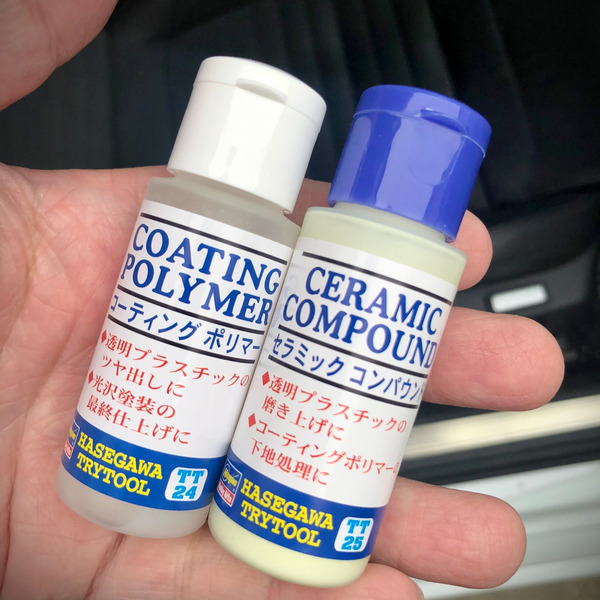 COATING
POLYMER
コーティング ポリマー
◆透明プラスチックの
ツヤ出しに
◆光沢塗装の
最終仕上げに
HASEGAWA
TRYTOOL
TT
24
CERAMIC
COMPOUND
セラミック コンパウンド
◆透明プラスチックの
磨き上げに
◆コーティングポリマーの
下地処理に
Hasegawa
HASEGAWA
TRYTOOL
TT
25